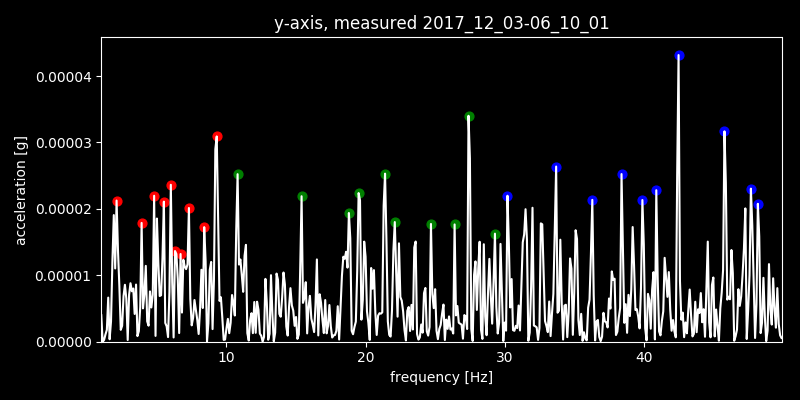 y-axis, measured 2017_12_03-06_10_01
0.00004
0.00003
0.00002
0.00001
0.00000
acceleration [g]
10 20 30 40
frequency [Hz]